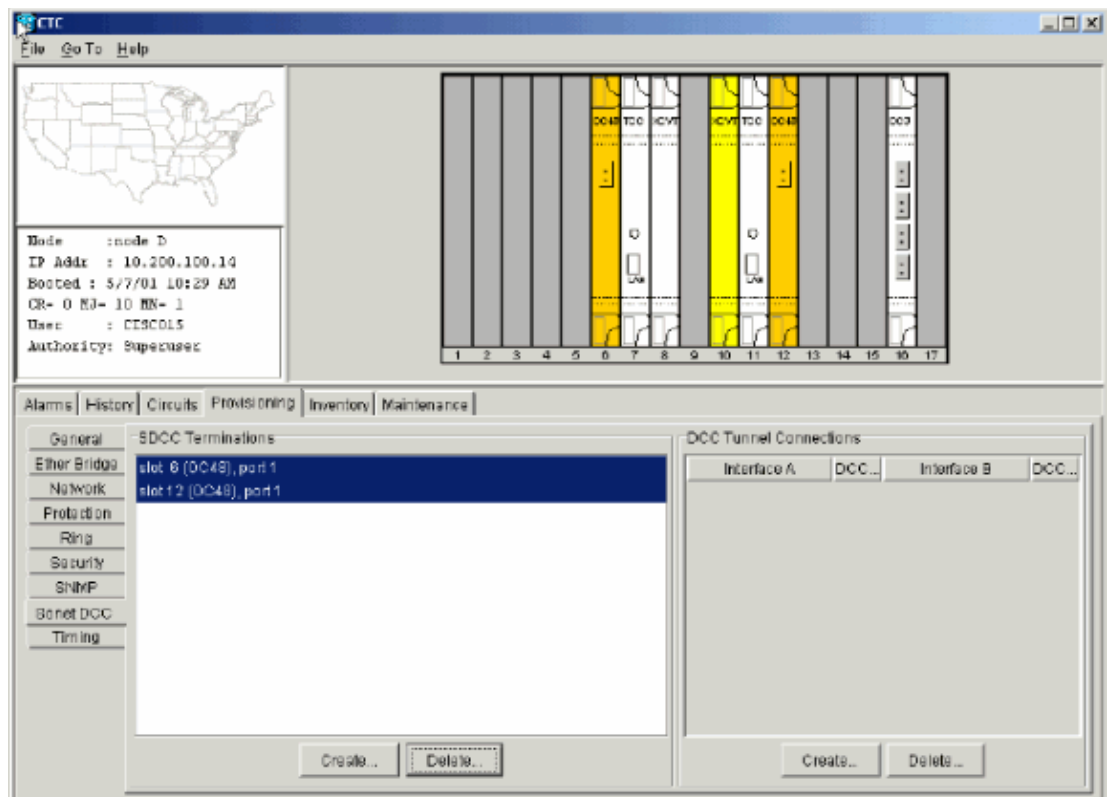 CTC
File Go To Help
OC48 TCC XCVT XCVT TCC OC48 OC3
LAN LAN
1 2 3 4 5 6 7 8 9 10 11 12 13 14 15 16 17
Node :node D
IP Addr : 10.200.100.14
Booted : 5/7/01 10:29 AM
CR- 0 MJ- 10 MN- 1
User : CISCO15
Authority: Superuser
Alarms History Circuits Provisioning Inventory Maintenance
General
Ether Bridge
Network
Protection
Ring
Security
SNMP
Sonet DCC
Timing
SDCC Terminations
slot 6 (OC48), port 1
slot 12 (OC48), port 1
Create... Delete...
DCC Tunnel Connections
Interface A DCC... Interface B DCC...
Create... Delete...